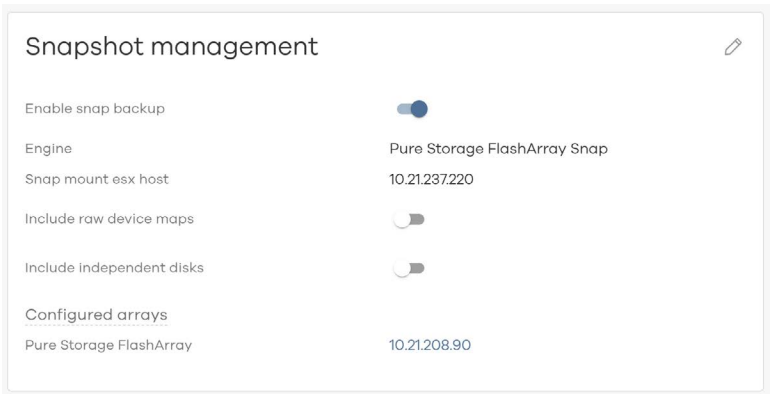 Snapshot management
Enable snap backup
Engine Pure Storage FlashArray Snap
Snap mount esx host 10.21.237.220
Include raw device maps
Include independent disks
Configured arrays
Pure Storage FlashArray 10.21.208.90